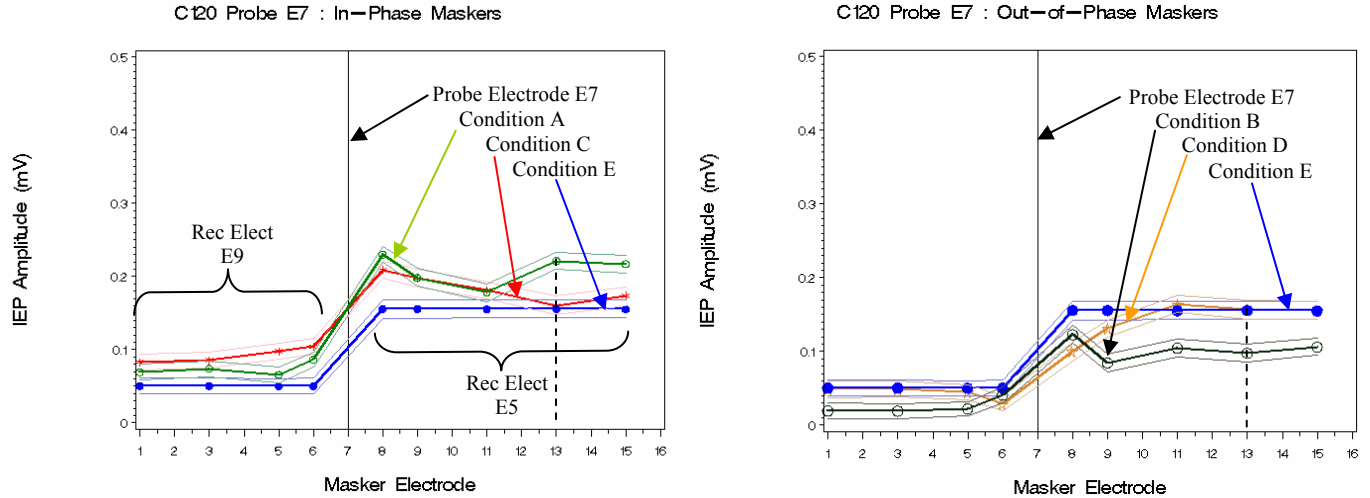 C120 Probe E7 : In-Phase Maskers
0.5
0.4
0.3
0.2
0.1
0
IEP Amplitude (mV)
Probe Electrode E7
Condition A
Condition C
Condition E
Rec Elect
E9
Rec Elect
E5
1 2 3 4 5 6 7 8 9 10 11 12 13 14 15 16
Masker Electrode
C120 Probe E7 : Out-of-Phase Maskers
0.5
0.4
0.3
0.2
0.1
0
IEP Amplitude (mV)
Probe Electrode E7
Condition B
Condition D
Condition E
1 2 3 4 5 6 7 8 9 10 11 12 13 14 15 16
Masker Electrode